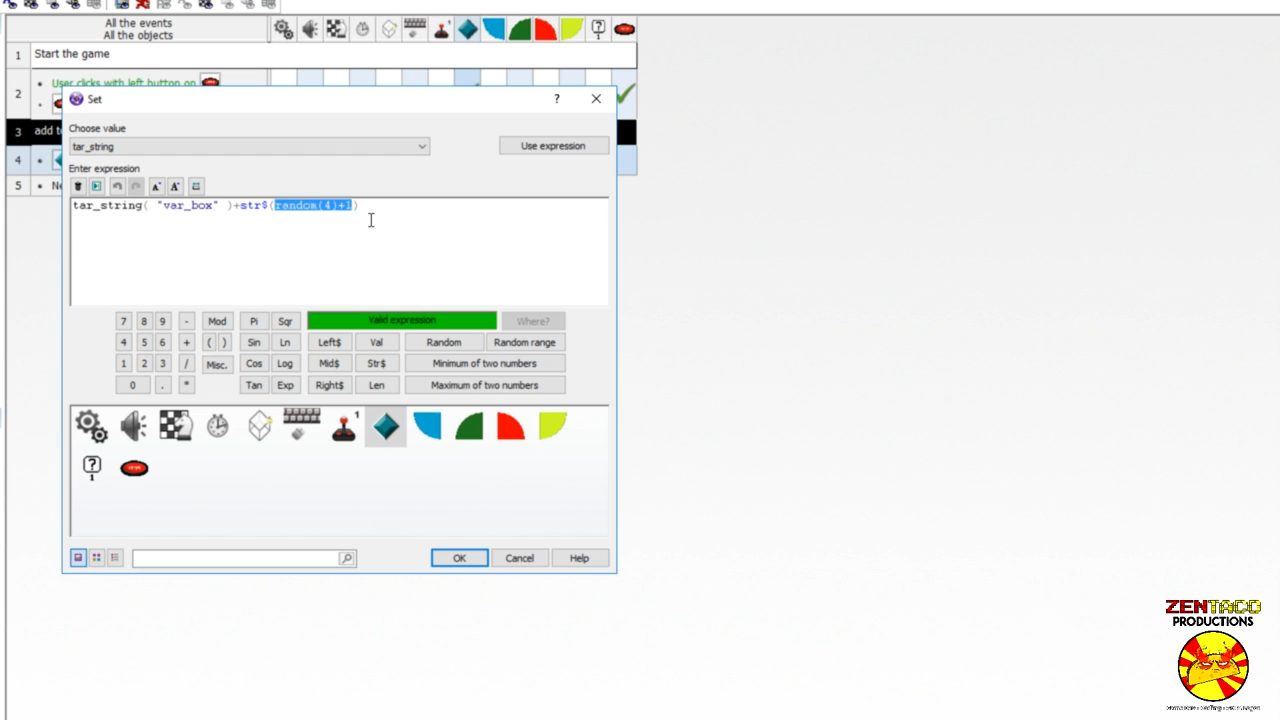 All the events
All the objects
1 Start the game
2 • User clicks with left button on
3 add t
4 •
5 • Ne
Set ? ×
Choose value
tar_string
Use expression
Enter expression
tar_string( "var_box" )+str$(random(4)+1)
7 8 9 - Mod Pi Sqr Valid expression Where?
4 5 6 + ( ) Sin Ln Left$ Val Random Random range
1 2 3 / Misc. Cos Log Mid$ Str$ Minimum of two numbers
0 . * Tan Exp Right$ Len Maximum of two numbers
1
?
1
OK Cancel Help
ZENTACO
PRODUCTIONS